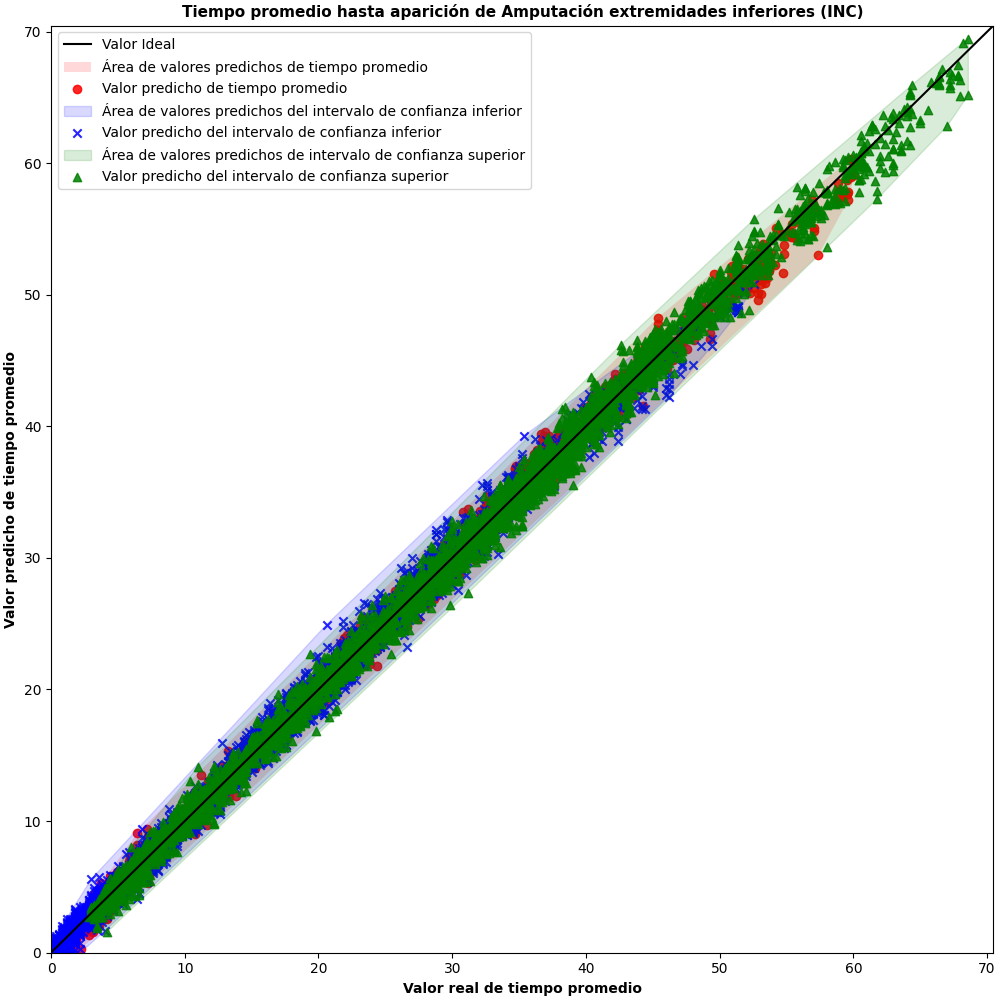 Tiempo promedio hasta aparición de Amputación extremidades inferiores (INC)
Valor Ideal
Área de valores predichos de tiempo promedio
Valor predicho de tiempo promedio
Área de valores predichos del intervalo de confianza inferior
Valor predicho del intervalo de confianza inferior
Área de valores predichos de intervalo de confianza superior
Valor predicho del intervalo de confianza superior
Valor predicho de tiempo promedio
70
60
50
40
30
20
10
0
0 10 20 30 40 50 60 70
Valor real de tiempo promedio